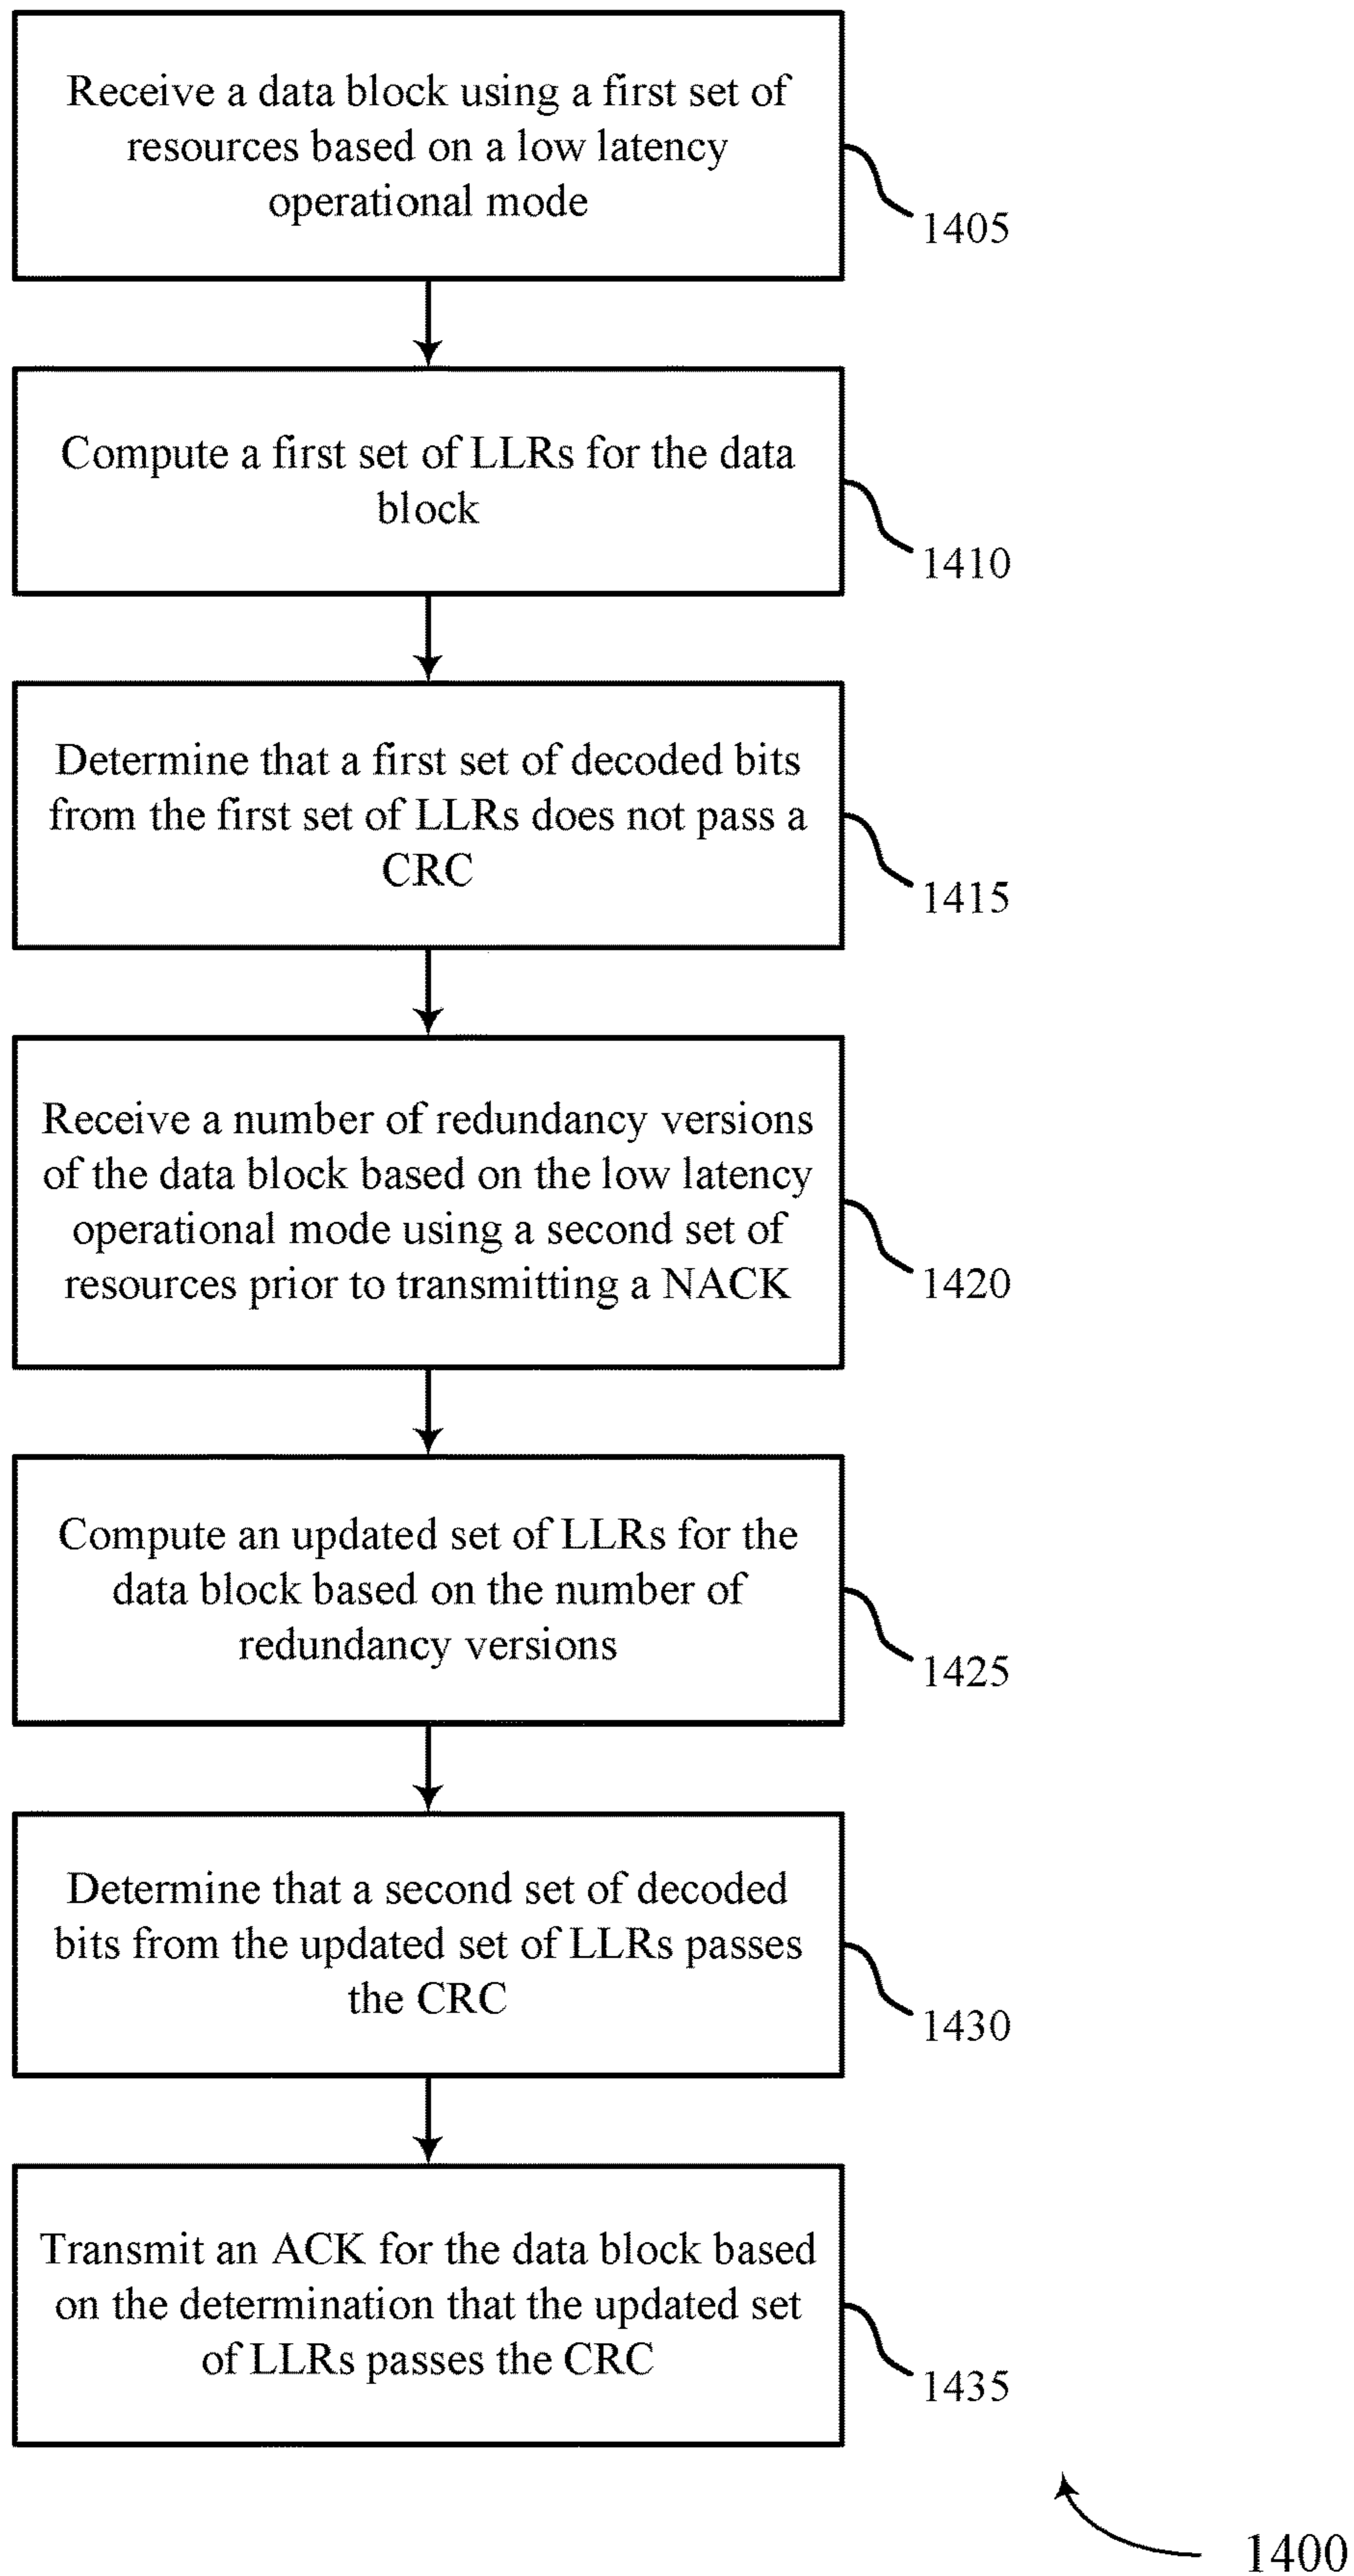 Receive a data block using a first set of
resources based on a low latency
operational mode
1405
Compute a first set of LLRs for the data
block
1410
Determine that a first set of decoded bits
from the first set of LLRs does not pass a
CRC
1415
Receive a number of redundancy versions
of the data block based on the low latency
operational mode using a second set of
resources prior to transmitting a NACK
1420
Compute an updated set of LLRs for the
data block based on the number of
redundancy versions
1425
Determine that a second set of decoded
bits from the updated set of LLRs passes
the CRC
1430
Transmit an ACK for the data block based
on the determination that the updated set
of LLRs passes the CRC
1435
1400